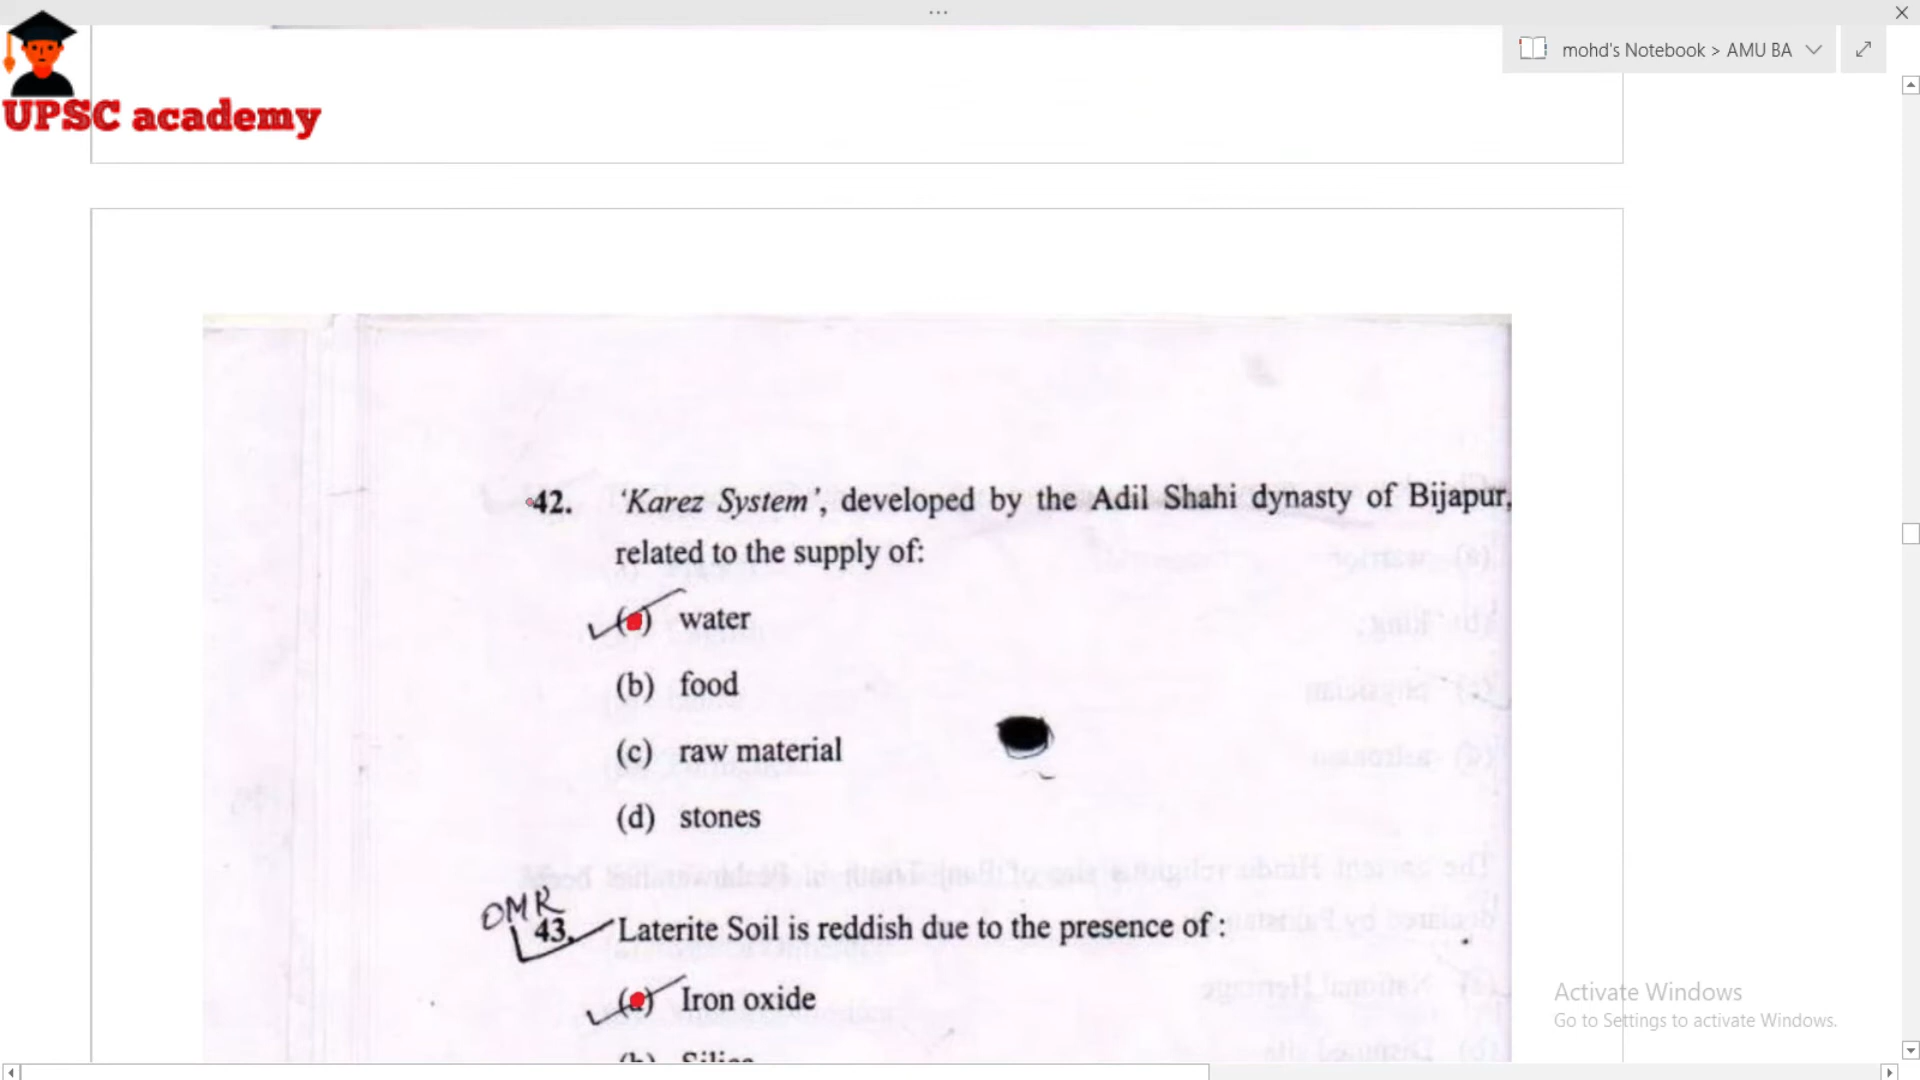 mohd's Notebook > AMU BA
UPSC academy
42. 'Karez System', developed by the Adil Shahi dynasty of Bijapur,
related to the supply of:
(a) water
(b) food
(c) raw material
(d) stones
OMR
43. Laterite Soil is reddish due to the presence of :
(a) Iron oxide
Activate Windows
Go to Settings to activate Windows.